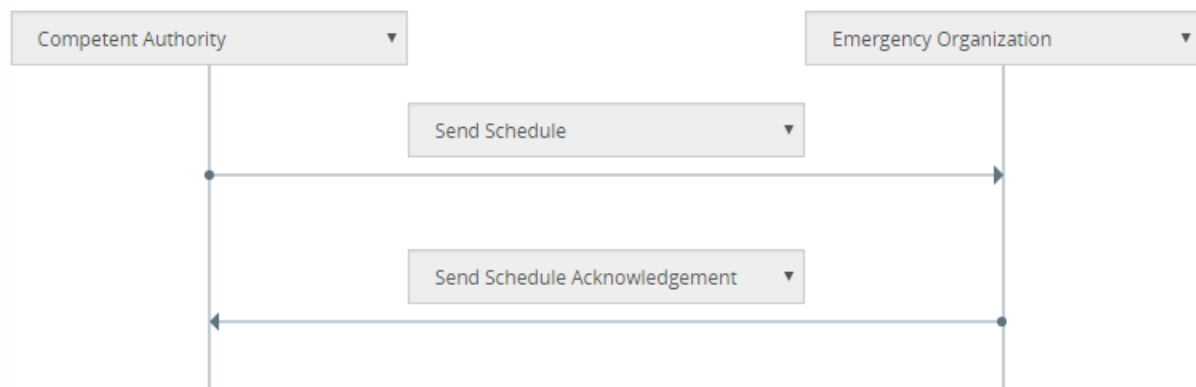 Competent Authority
Emergency Organization
Send Schedule
Send Schedule Acknowledgement